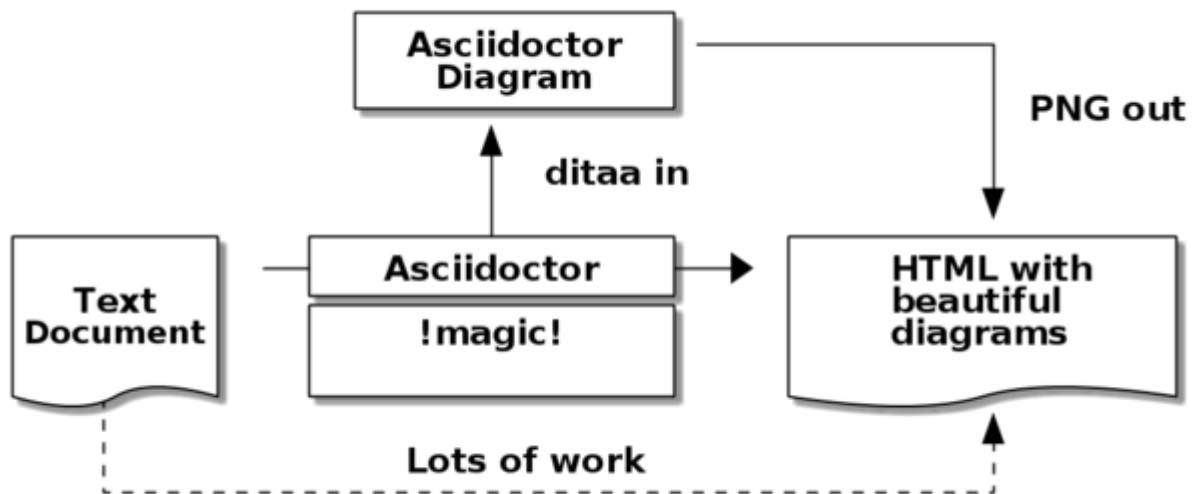 Asciidoctor
Diagram
PNG out
ditaa in
Text
Document
Asciidoctor
!magic!
HTML with
beautiful
diagrams
Lots of work